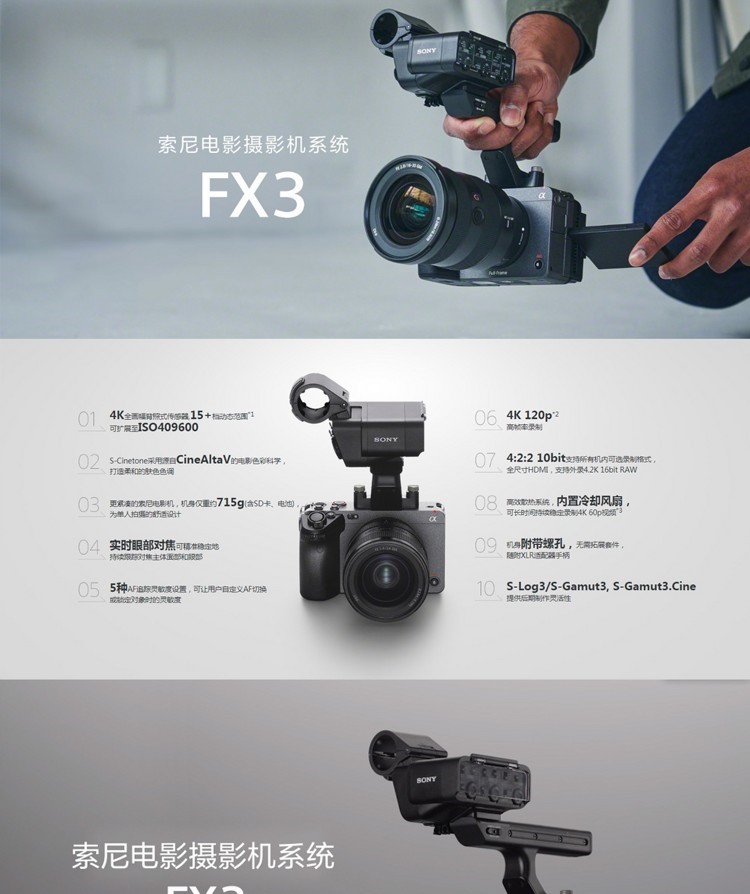 SONY
索尼电影摄影机系统
FX3
α
Full Frame
01 4K全画幅背照式传感器,15+档动态范围*1
可扩展至ISO409600
02 S-Cinetone采用源自CineAltaV的电影色彩科学，
打造柔和的肤色色调
03 更紧凑的索尼电影机，机身仅重约715g(含SD卡、电池)，
为单人拍摄的舒适设计
04 实时眼部对焦可精准稳定地
持续跟踪对焦主体面部和眼部
05 5种AF追踪灵敏度设置，可让用户自定义AF切换
或锁定对象时的灵敏度
SONY
α
06 4K 120p*2
高帧率录制
07 4:2:2 10bit支持所有机内可选录制格式，
全尺寸HDMI，支持外录4.2K 16bit RAW
08 高效散热系统，内置冷却风扇，
可长时间持续稳定录制4K 60p视频*3
09 机身附带螺孔，无需拓展套件，
随附XLR适配器手柄
10 S-Log3/S-Gamut3, S-Gamut3.Cine
提供后期制作灵活性
SONY
索尼电影摄影机系统
FX3